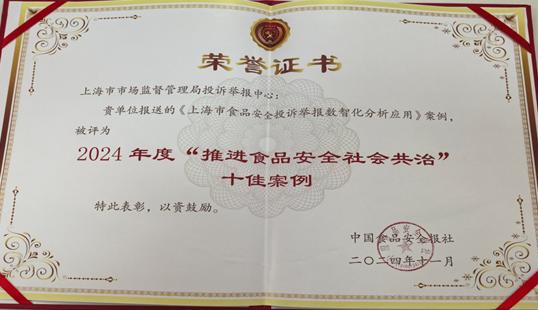 荣誉证书
上海市市场监督管理局投诉举报中心：
贵单位报送的《上海市食品安全投诉举报数智化分析应用》案例，
被评为
2024年度“推进食品安全社会共治”
十佳案例
特此表彰，以资鼓励。
中国食品安全报社
二〇二四年十一月